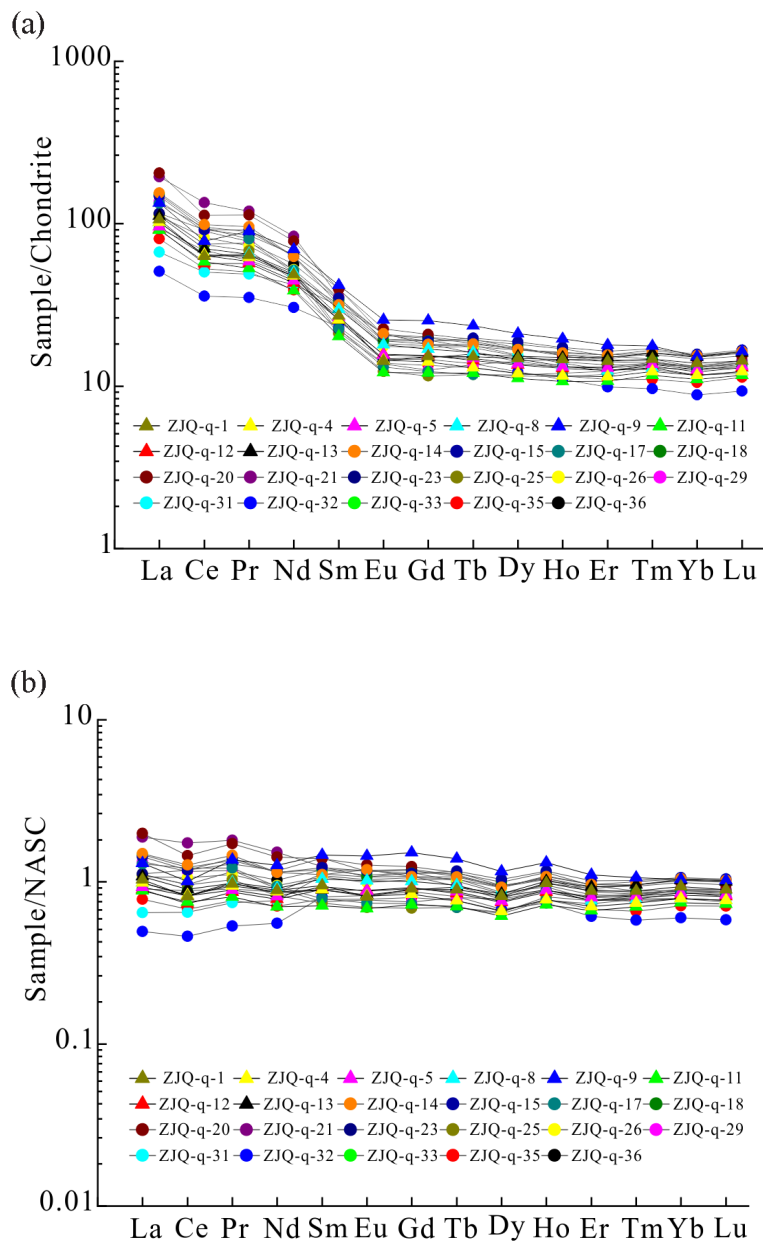 (a)
1000
100
10
1
Sample/Chondrite
ZJQ-q-1 ZJQ-q-4 ZJQ-q-5 ZJQ-q-8 ZJQ-q-9 ZJQ-q-11
ZJQ-q-12 ZJQ-q-13 ZJQ-q-14 ZJQ-q-15 ZJQ-q-17 ZJQ-q-18
ZJQ-q-20 ZJQ-q-21 ZJQ-q-23 ZJQ-q-25 ZJQ-q-26 ZJQ-q-29
ZJQ-q-31 ZJQ-q-32 ZJQ-q-33 ZJQ-q-35 ZJQ-q-36
La Ce Pr Nd Sm Eu Gd Tb Dy Ho Er Tm Yb Lu
(b)
10
1
0.1
0.01
Sample/NASC
ZJQ-q-1 ZJQ-q-4 ZJQ-q-5 ZJQ-q-8 ZJQ-q-9 ZJQ-q-11
ZJQ-q-12 ZJQ-q-13 ZJQ-q-14 ZJQ-q-15 ZJQ-q-17 ZJQ-q-18
ZJQ-q-20 ZJQ-q-21 ZJQ-q-23 ZJQ-q-25 ZJQ-q-26 ZJQ-q-29
ZJQ-q-31 ZJQ-q-32 ZJQ-q-33 ZJQ-q-35 ZJQ-q-36
La Ce Pr Nd Sm Eu Gd Tb Dy Ho Er Tm Yb Lu